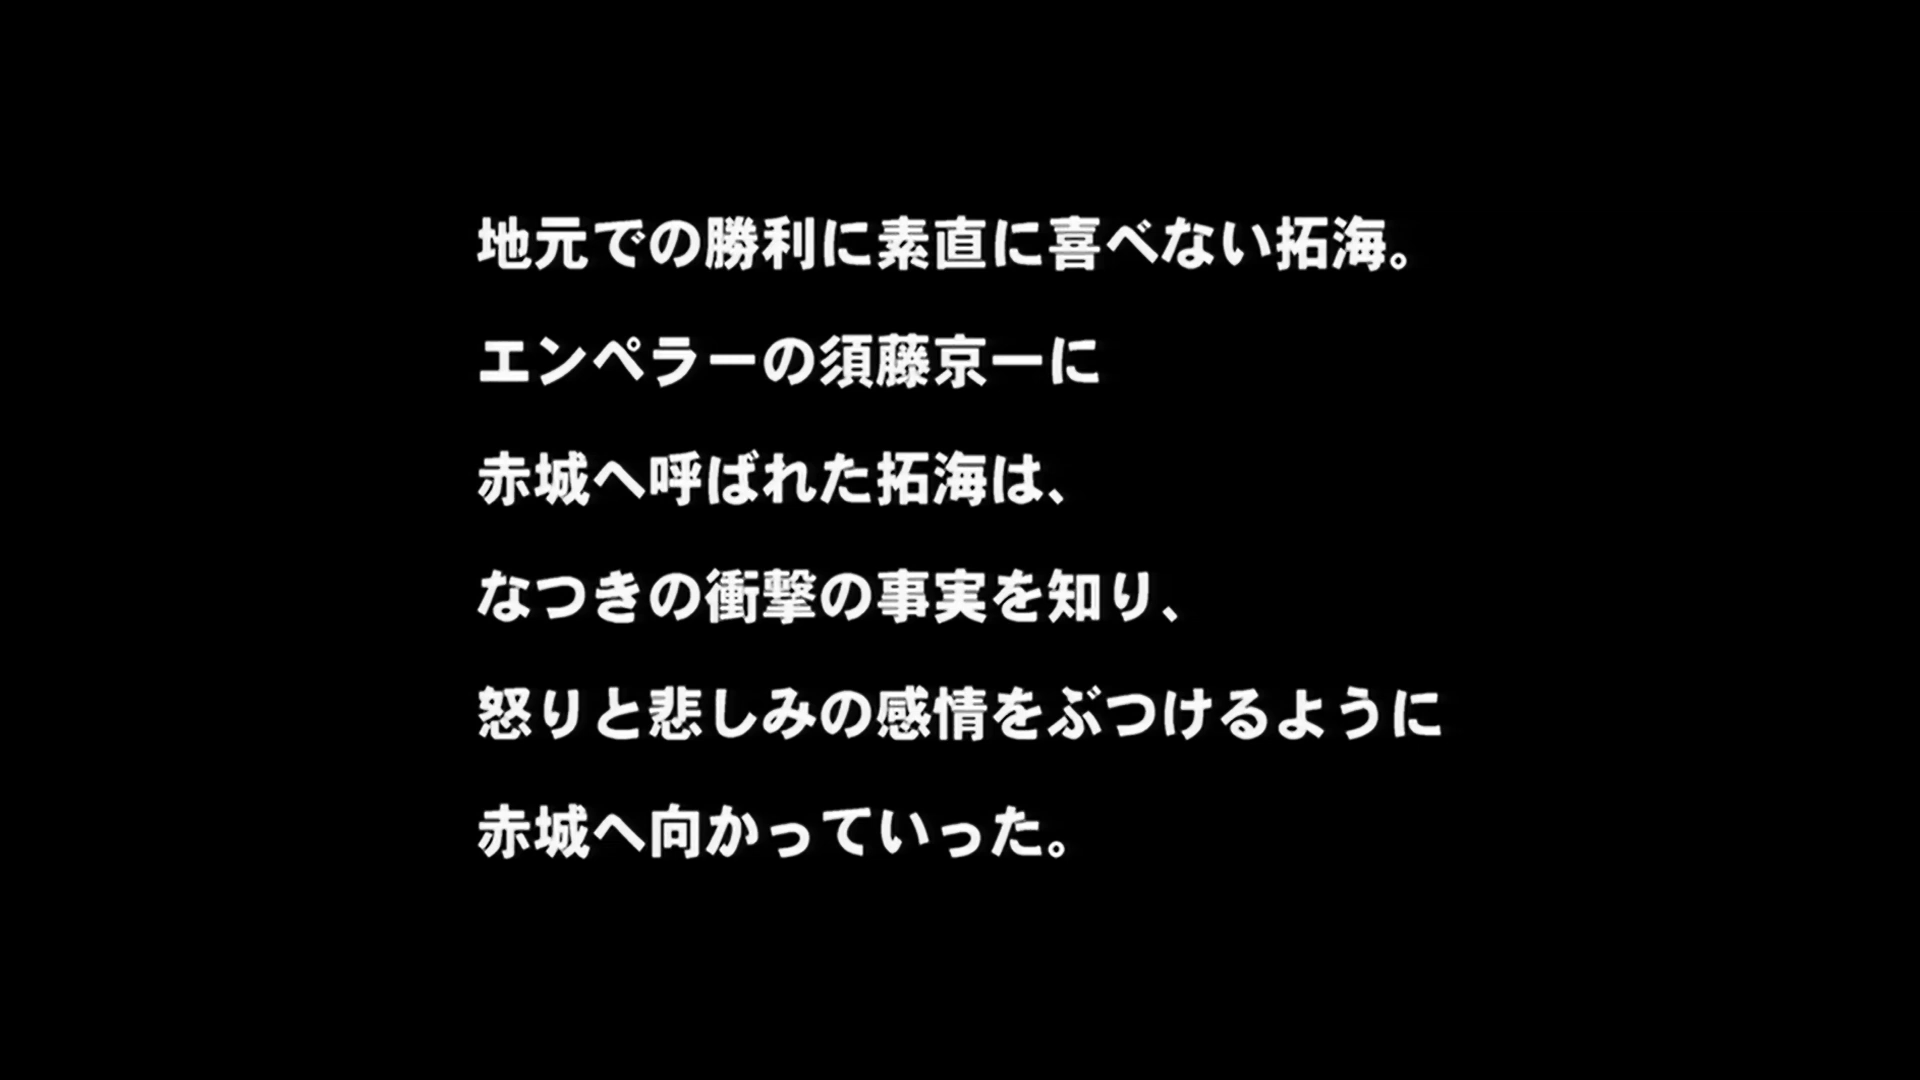 地元での勝利に素直に喜べない拓海。
エンペラーの須藤京一に
赤城へ呼ばれた拓海は、
なつきの衝撃の事実を知り、
怒りと悲しみの感情をぶつけるように
赤城へ向かっていった。